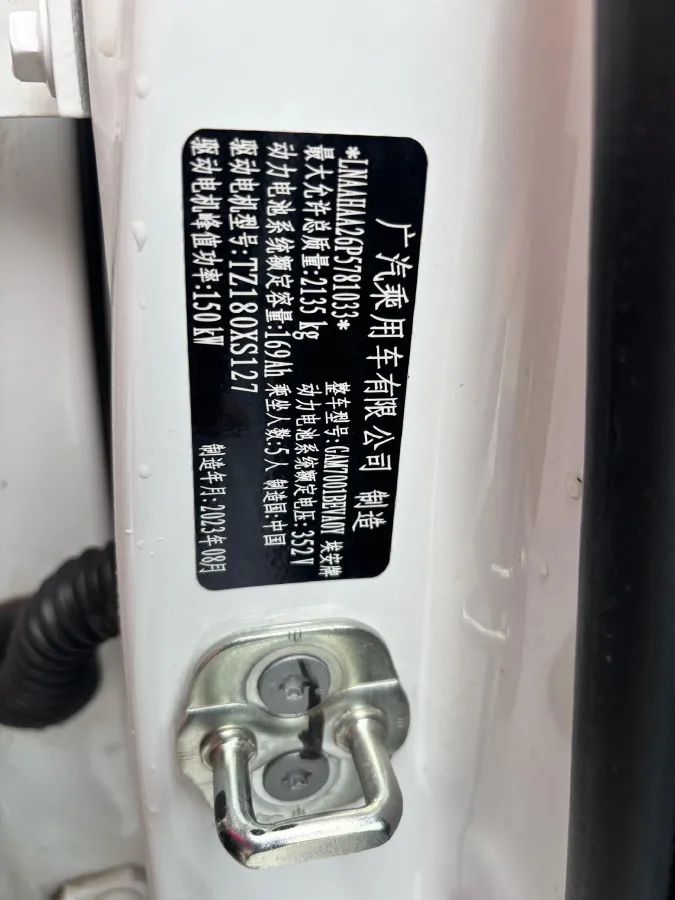 广汽乘用车有限公司 制造
*LNAAHAA26P5781033* 整车型号:GAM7001BEVA0Y 埃安牌
最大允许总质量:2135 kg 动力电池系统额定电压:352V
动力电池系统额定容量:169Ah 乘坐人数:5人 制造国:中国
驱动电机型号:TZ180XS127
驱动电机峰值功率:150 kW 制造年月:2023年08月